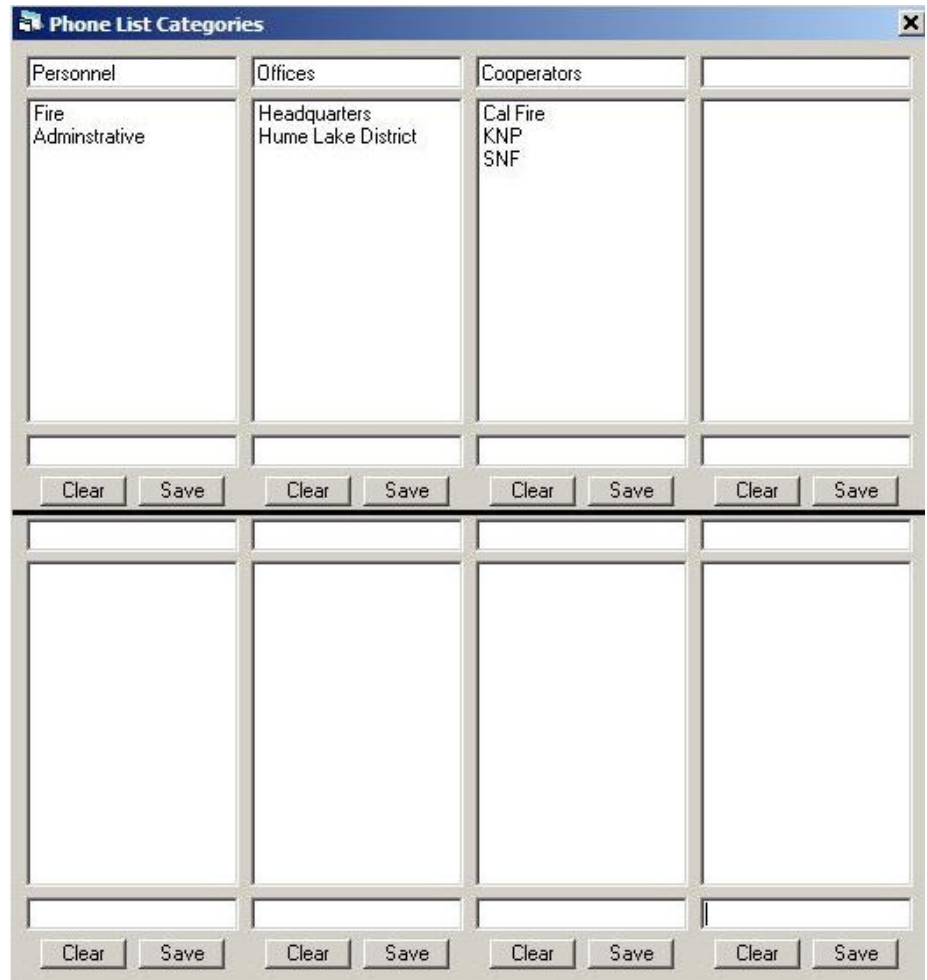 Phone List Categories
Personnel
Offices
Cooperators
Fire
Adminstrative
Headquarters
Hume Lake District
Cal Fire
KNP
SNF
Clear Save Clear Save Clear Save Clear Save
Clear Save Clear Save Clear Save Clear Save